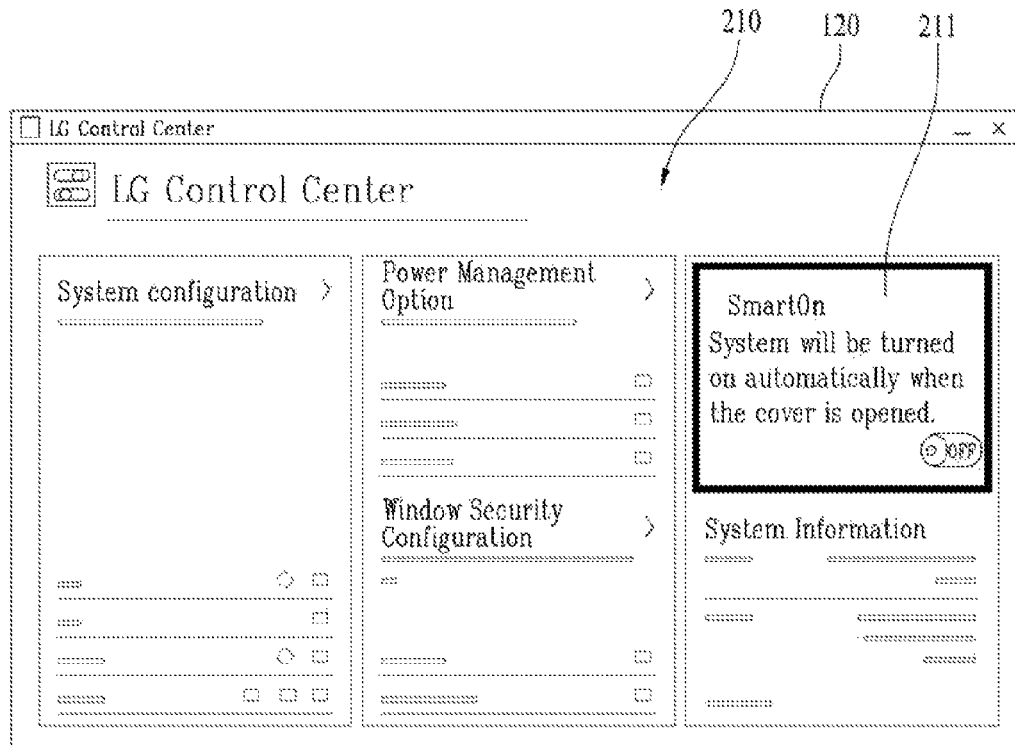 210 120 211
LG Control Center
LG Control Center
System configuration >
Power Management
Option >
SmartOn
System will be turned
on automatically when
the cover is opened.
OFF
Window Security
Configuration >
System Information